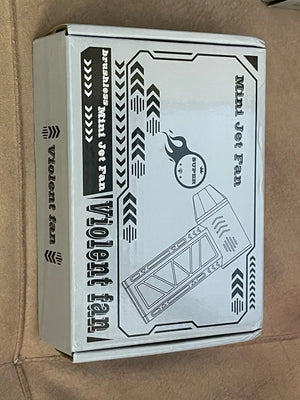 Mini Jet Fan
SUPER
brushless Mini Jet Fan
Violent fan
Violent fan